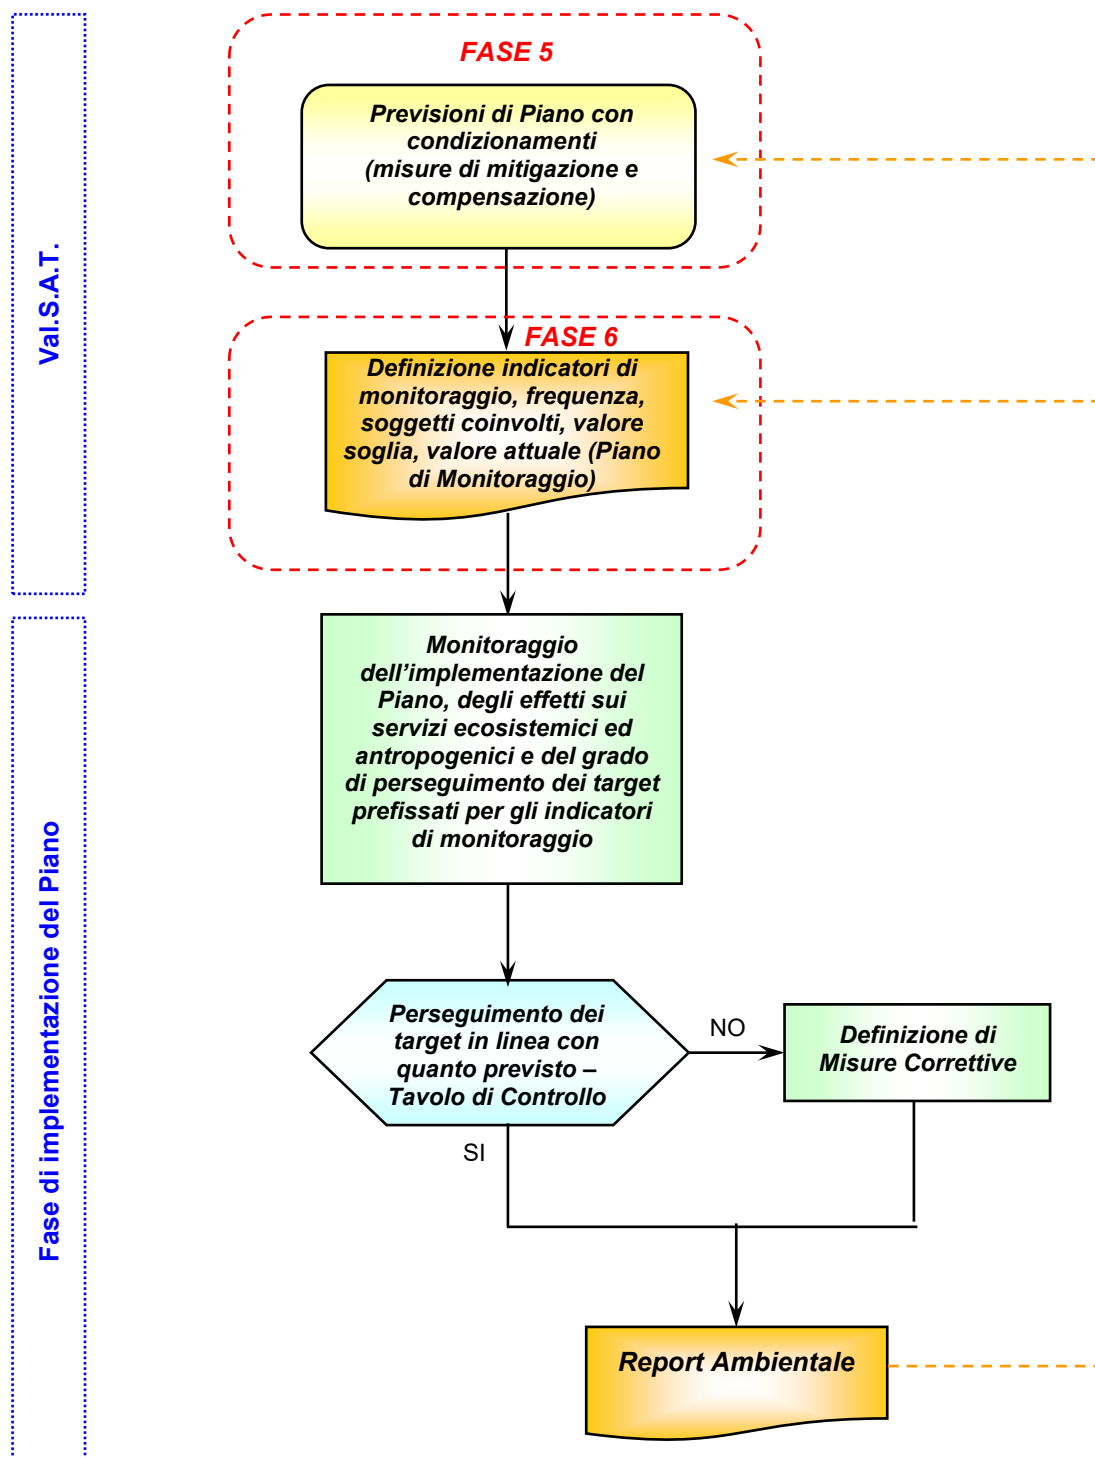 Val.S.A.T.
FASE 5
Previsioni di Piano con
condizionamenti
(misure di mitigazione e
compensazione)
FASE 6
Definizione indicatori di
monitoraggio, frequenza,
soggetti coinvolti, valore
soglia, valore attuale (Piano
di Monitoraggio)
Fase di implementazione del Piano
Monitoraggio
dell’implementazione del
Piano, degli effetti sui
servizi ecosistemici ed
antropogenici e del grado
di perseguimento dei target
prefissati per gli indicatori
di monitoraggio
Perseguimento dei
target in linea con
quanto previsto –
Tavolo di Controllo
NO
Definizione di
Misure Correttive
SI
Report Ambientale